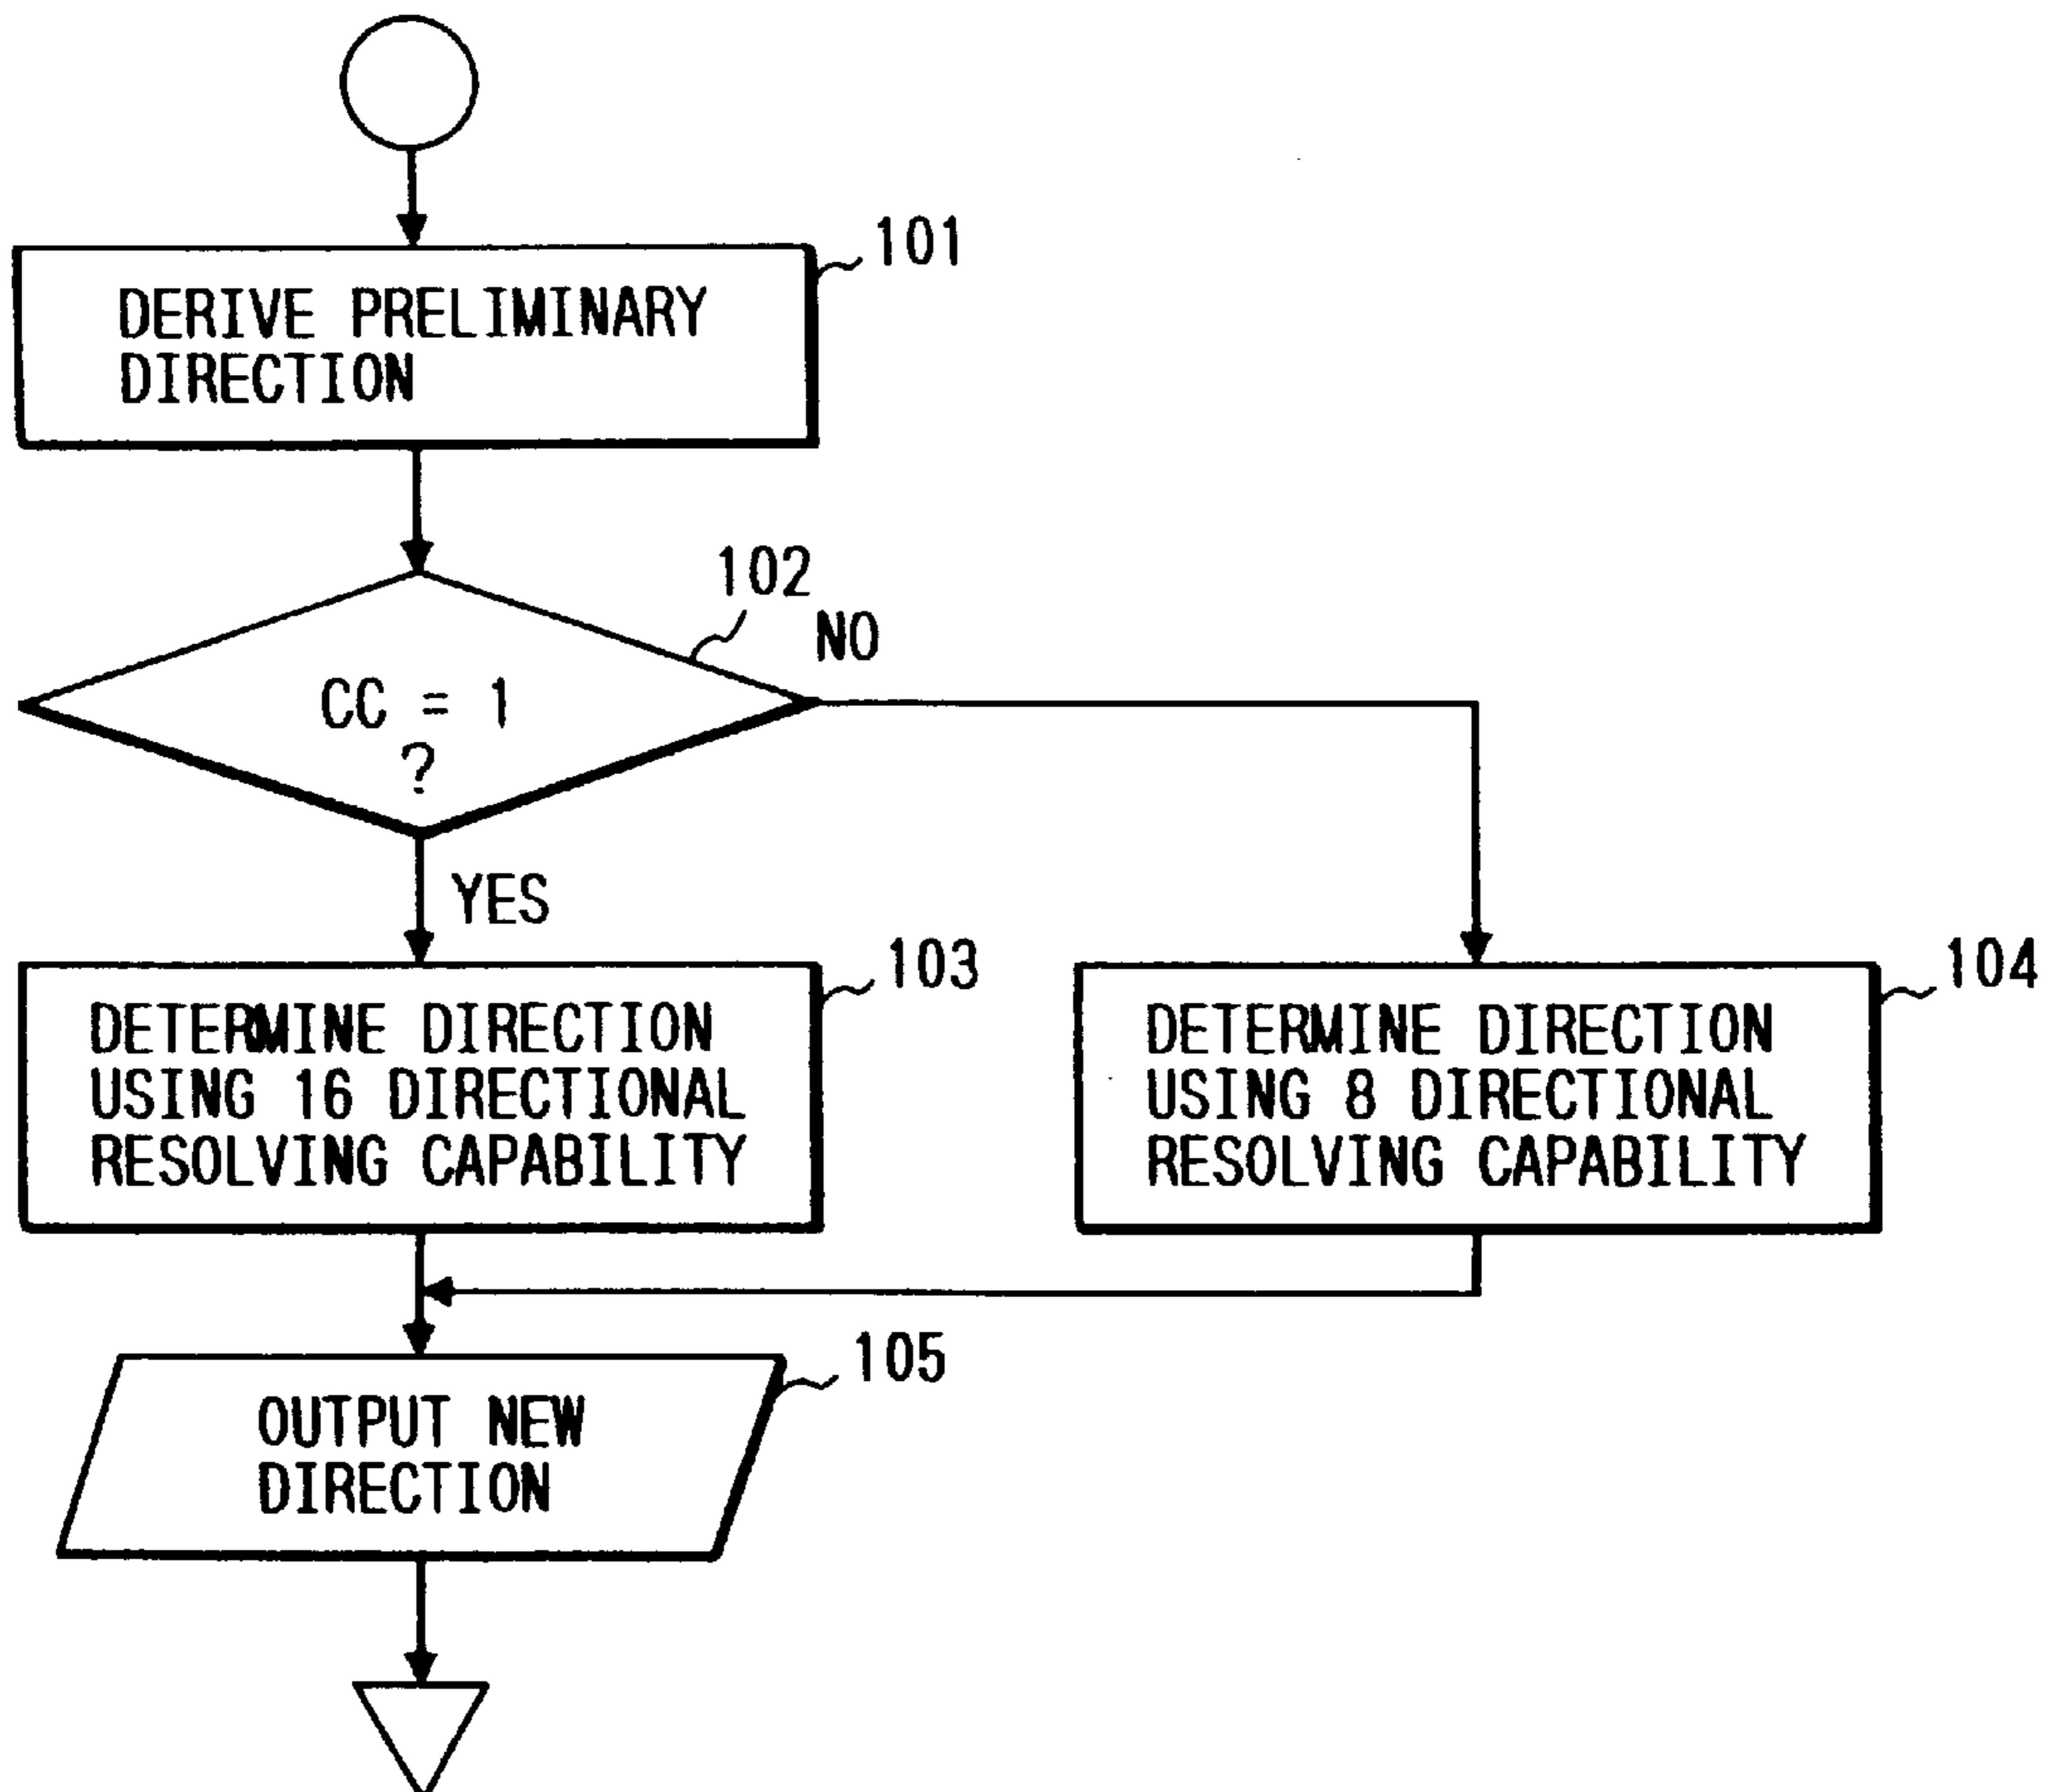 101
DERIVE PRELIMINARY
DIRECTION
102
NO
CC = 1
?
YES
103
DETERMINE DIRECTION
USING 16 DIRECTIONAL
RESOLVING CAPABILITY
104
DETERMINE DIRECTION
USING 8 DIRECTIONAL
RESOLVING CAPABILITY
105
OUTPUT NEW
DIRECTION